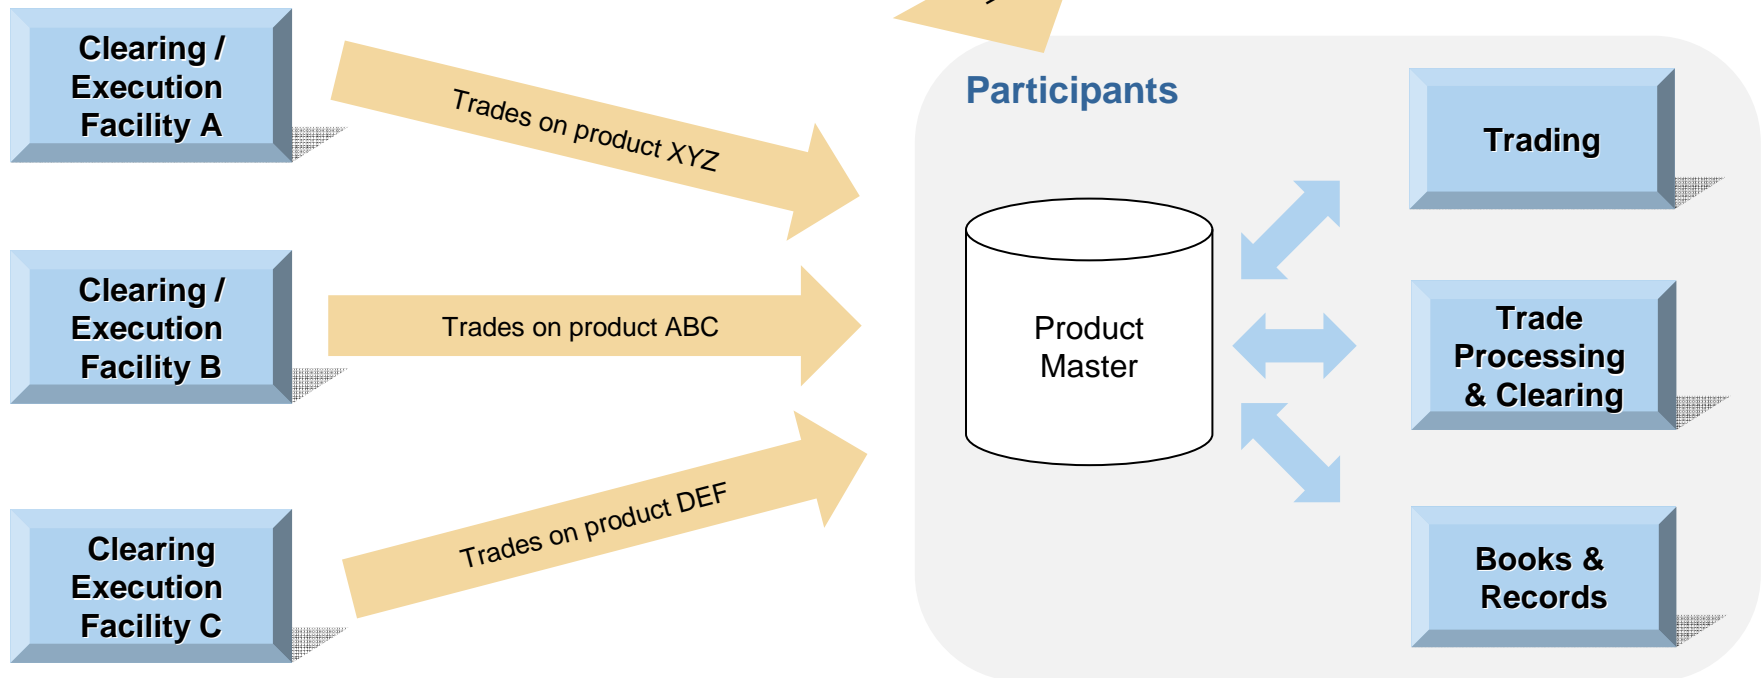 Clearing /
Execution
Facility A
Trades on product XYZ
Participants
Trading
Clearing /
Execution
Facility B
Trades on product ABC
Product
Master
Trade
Processing
& Clearing
Clearing
Execution
Facility C
Trades on product DEF
Books &
Records